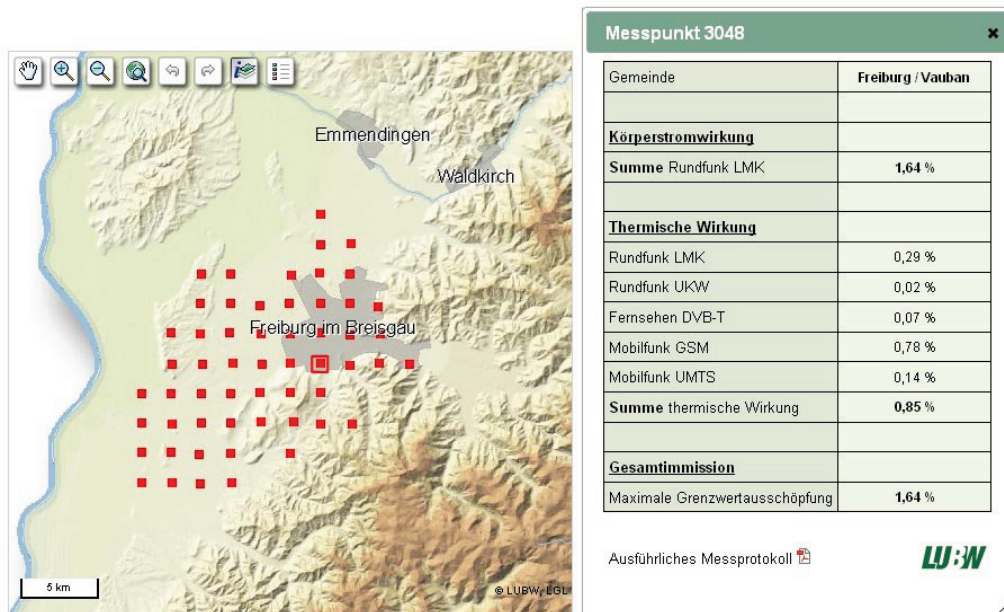 Emmendingen
Waldkirch
Freiburg im Breisgau
5 km
© LUBW, LGL
Messpunkt 3048
Gemeinde Freiburg / Vauban
Körperstromwirkung
Summe Rundfunk LMK 1,64 %
Thermische Wirkung
Rundfunk LMK 0,29 %
Rundfunk UKW 0,02 %
Fernsehen DVB-T 0,07 %
Mobilfunk GSM 0,78 %
Mobilfunk UMTS 0,14 %
Summe thermische Wirkung 0,85 %
Gesamtimmission
Maximale Grenzwertausschöpfung 1,64 %
Ausführliches Messprotokoll
LUBW